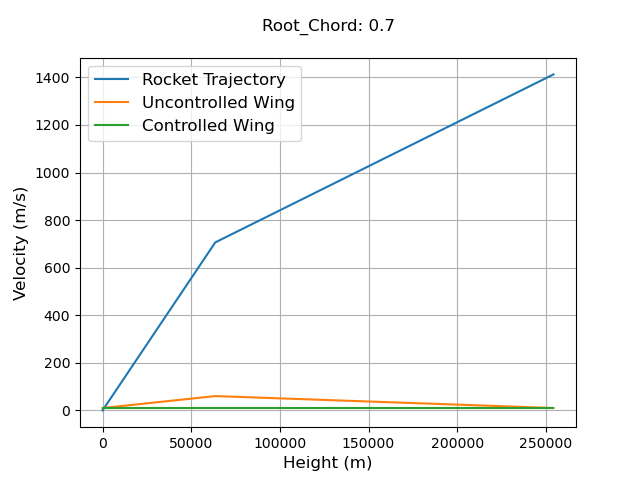 Root_Chord: 0.7
Rocket Trajectory
Uncontrolled Wing
Controlled Wing
1400
1200
1000
800
600
400
200
0
Velocity (m/s)
0 50000 100000 150000 200000 250000
Height (m)